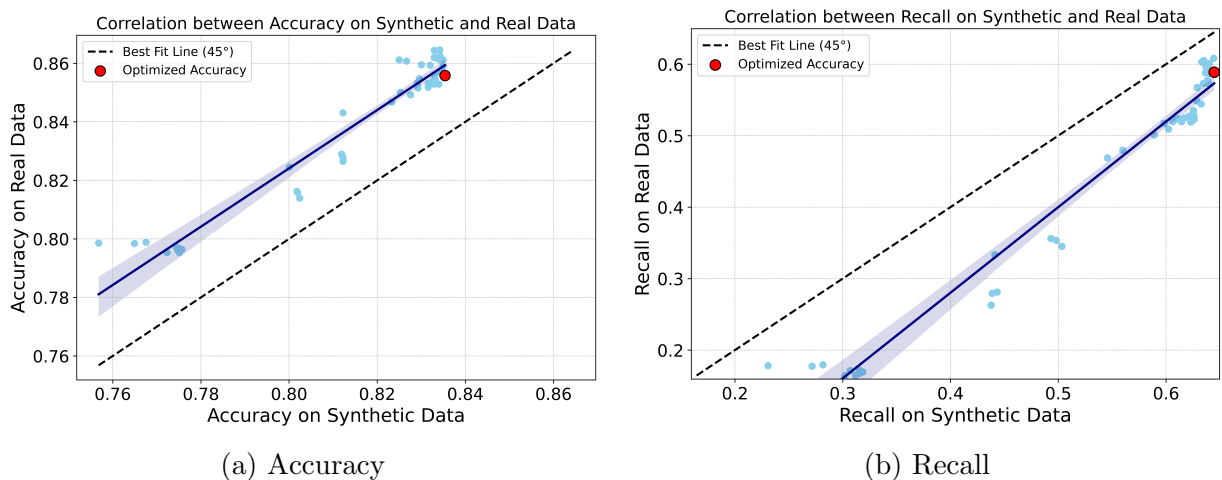 Correlation between Accuracy on Synthetic and Real Data
Best Fit Line (45°)
Optimized Accuracy
Accuracy on Real Data
0.86
0.84
0.82
0.80
0.78
0.76
0.76 0.78 0.80 0.82 0.84 0.86
Accuracy on Synthetic Data
(a) Accuracy
Correlation between Recall on Synthetic and Real Data
Best Fit Line (45°)
Optimized Accuracy
Recall on Real Data
0.6
0.5
0.4
0.3
0.2
0.2 0.3 0.4 0.5 0.6
Recall on Synthetic Data
(b) Recall